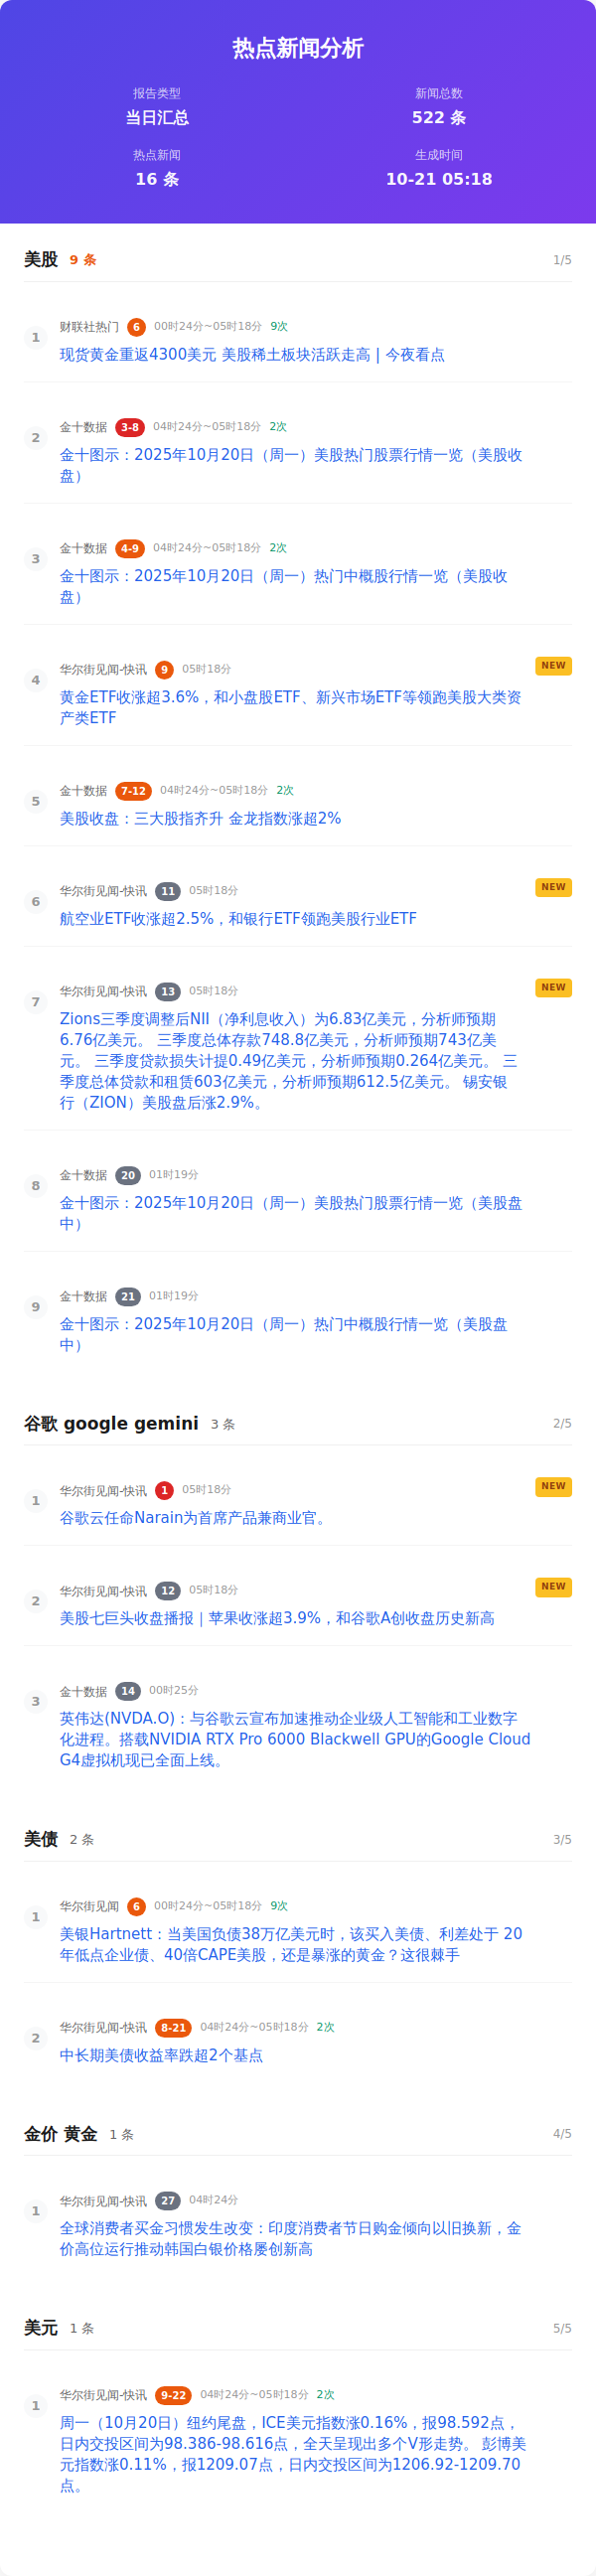 热点新闻分析
报告类型
当日汇总
新闻总数
522 条
热点新闻
16 条
生成时间
10-21 05:18
美股 9 条 1/5
1
财联社热门 6 00时24分~05时18分 9次
现货黄金重返4300美元 美股稀土板块活跃走高 | 今夜看点
2
金十数据 3-8 04时24分~05时18分 2次
金十图示：2025年10月20日（周一）美股热门股票行情一览（美股收
盘）
3
金十数据 4-9 04时24分~05时18分 2次
金十图示：2025年10月20日（周一）热门中概股行情一览（美股收
盘）
4
华尔街见闻-快讯 9 05时18分 NEW
黄金ETF收涨超3.6%，和小盘股ETF、新兴市场ETF等领跑美股大类资
产类ETF
5
金十数据 7-12 04时24分~05时18分 2次
美股收盘：三大股指齐升 金龙指数涨超2%
6
华尔街见闻-快讯 11 05时18分 NEW
航空业ETF收涨超2.5%，和银行ETF领跑美股行业ETF
7
华尔街见闻-快讯 13 05时18分 NEW
Zions三季度调整后NII（净利息收入）为6.83亿美元，分析师预期
6.76亿美元。 三季度总体存款748.8亿美元，分析师预期743亿美
元。 三季度贷款损失计提0.49亿美元，分析师预期0.264亿美元。 三
季度总体贷款和租赁603亿美元，分析师预期612.5亿美元。 锡安银
行（ZION）美股盘后涨2.9%。
8
金十数据 20 01时19分
金十图示：2025年10月20日（周一）美股热门股票行情一览（美股盘
中）
9
金十数据 21 01时19分
金十图示：2025年10月20日（周一）热门中概股行情一览（美股盘
中）
谷歌 google gemini 3 条 2/5
1
华尔街见闻-快讯 1 05时18分 NEW
谷歌云任命Narain为首席产品兼商业官。
2
华尔街见闻-快讯 12 05时18分 NEW
美股七巨头收盘播报｜苹果收涨超3.9%，和谷歌A创收盘历史新高
3
金十数据 14 00时25分
英伟达(NVDA.O)：与谷歌云宣布加速推动企业级人工智能和工业数字
化进程。搭载NVIDIA RTX Pro 6000 Blackwell GPU的Google Cloud
G4虚拟机现已全面上线。
美债 2 条 3/5
1
华尔街见闻 6 00时24分~05时18分 9次
美银Hartnett：当美国负债38万亿美元时，该买入美债、利差处于 20
年低点企业债、40倍CAPE美股，还是暴涨的黄金？这很棘手
2
华尔街见闻-快讯 8-21 04时24分~05时18分 2次
中长期美债收益率跌超2个基点
金价 黄金 1 条 4/5
1
华尔街见闻-快讯 27 04时24分
全球消费者买金习惯发生改变：印度消费者节日购金倾向以旧换新，金
价高位运行推动韩国白银价格屡创新高
美元 1 条 5/5
1
华尔街见闻-快讯 9-22 04时24分~05时18分 2次
周一（10月20日）纽约尾盘，ICE美元指数涨0.16%，报98.592点，
日内交投区间为98.386-98.616点，全天呈现出多个V形走势。 彭博美
元指数涨0.11%，报1209.07点，日内交投区间为1206.92-1209.70
点。